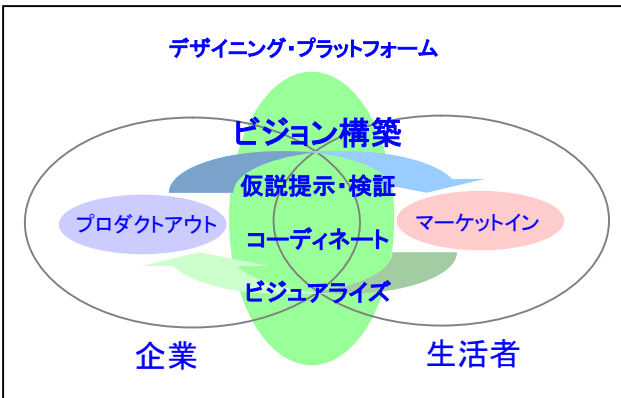 デザイニング・プラットフォーム
ビジョン構築
仮説提示・検証
プロダクトアウト
マーケットイン
コーディネート
ビジュアライズ
企業
生活者